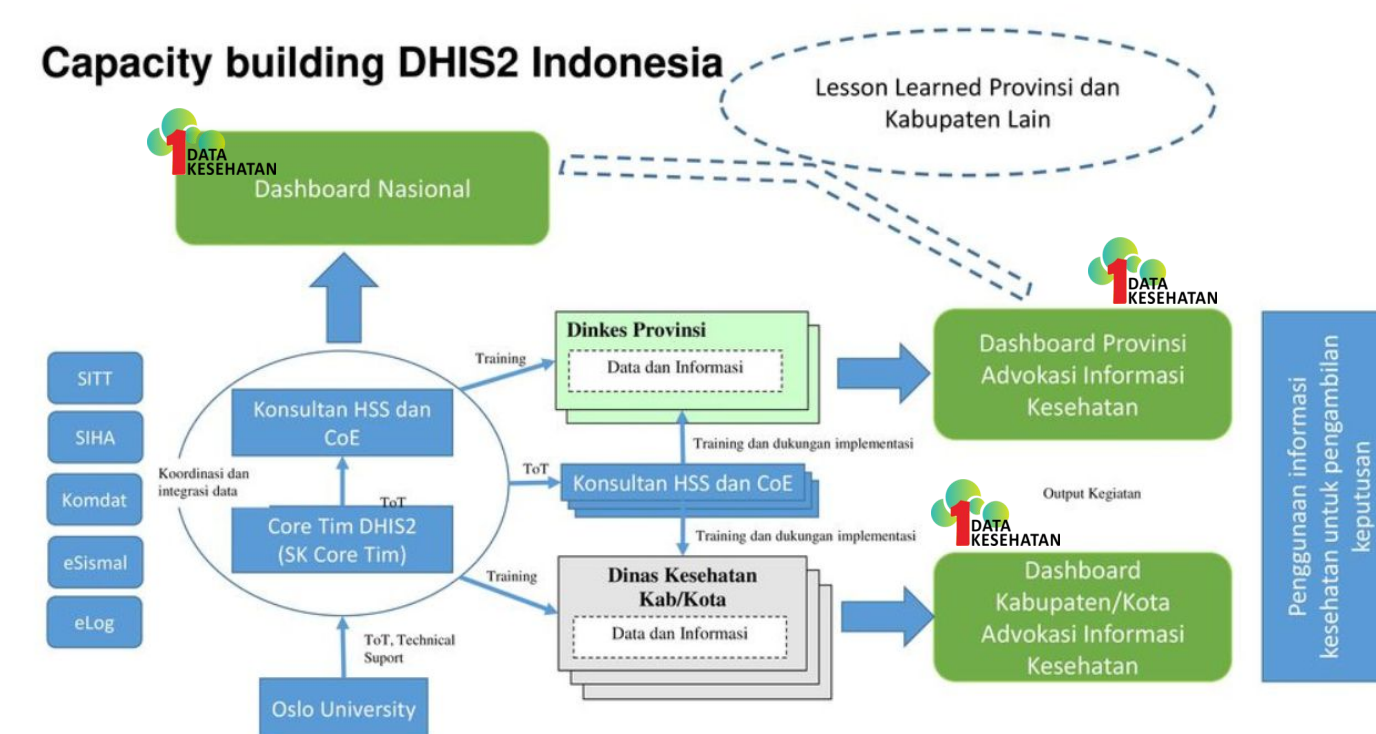 Capacity building DHIS2 Indonesia
Lesson Learned Provinsi dan
Kabupaten Lain
1 DATA
KESEHATAN
Dashboard Nasional
1 DATA
KESEHATAN
SITT
SIHA
Komdat
eSismal
eLog
Koordinasi dan
integrasi data
Konsultan HSS dan
CoE
ToT
Core Tim DHIS2
(SK Core Tim)
ToT, Technical
Suport
Oslo University
Training
ToT
Training
Dinkes Provinsi
Data dan Informasi
Training dan dukungan implementasi
Konsultan HSS dan CoE
Training dan dukungan implementasi
Dinas Kesehatan
Kab/Kota
Data dan Informasi
Dashboard Provinsi
Advokasi Informasi
Kesehatan
Output Kegiatan
1 DATA
KESEHATAN
Dashboard
Kabupaten/Kota
Advokasi Informasi
Kesehatan
Penggunaan informasi
kesehatan untuk pengambilan
keputusan